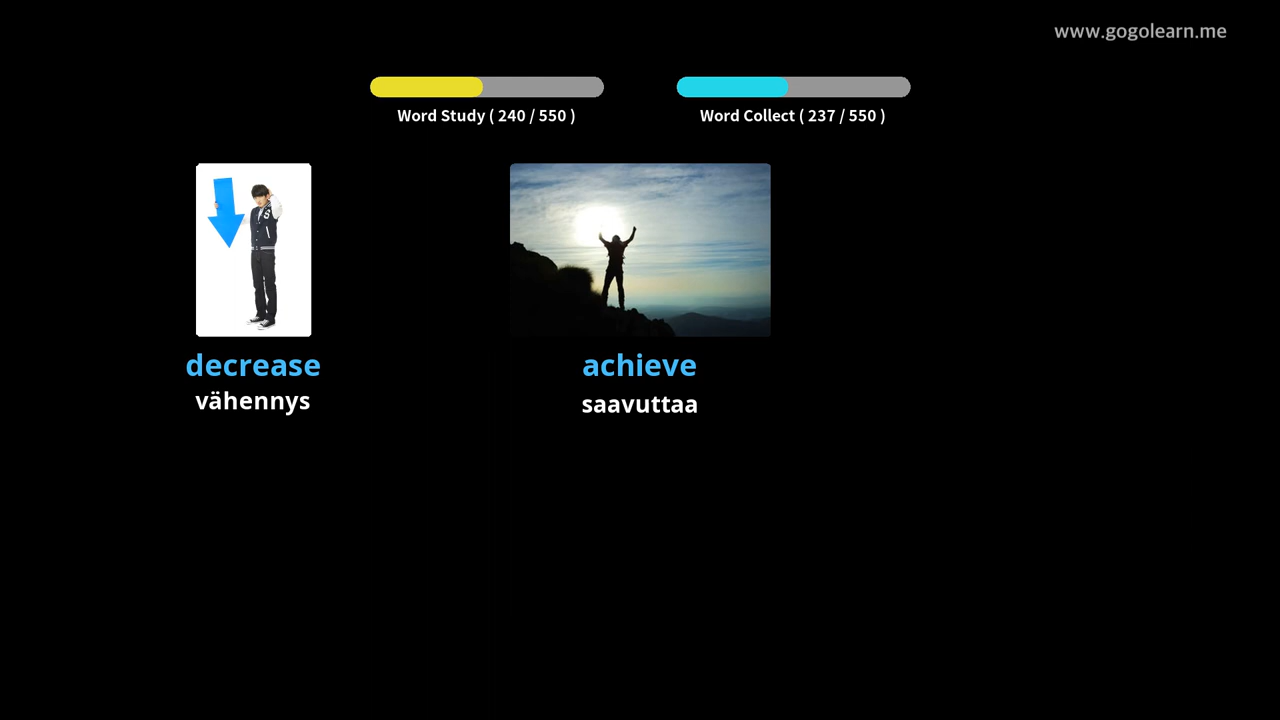 www.gogolearn.me
Word Study ( 240 / 550 )
Word Collect ( 237 / 550 )
S
decrease
vähennys
achieve
saavuttaa